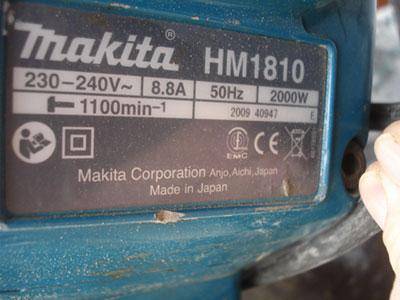 makita® HM1810
230-240V~ 8.8A 50Hz 2000W
1100min-1 2009 40947 E
EMC CE
Makita Corporation Anjo, Aichi, Japan
Made in Japan